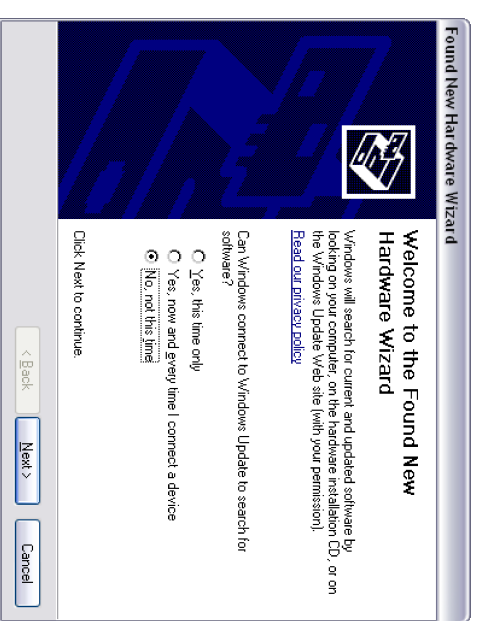 Found New Hardware Wizard
Welcome to the Found New
Hardware Wizard
Windows will search for current and updated software by
looking on your computer, on the hardware installation CD, or on
the Windows Update Web site (with your permission).
Read our privacy policy
Can Windows connect to Windows Update to search for
software?
Yes, this time only
Yes, now and every time I connect a device
No, not this time
Click Next to continue.
< Back
Next >
Cancel